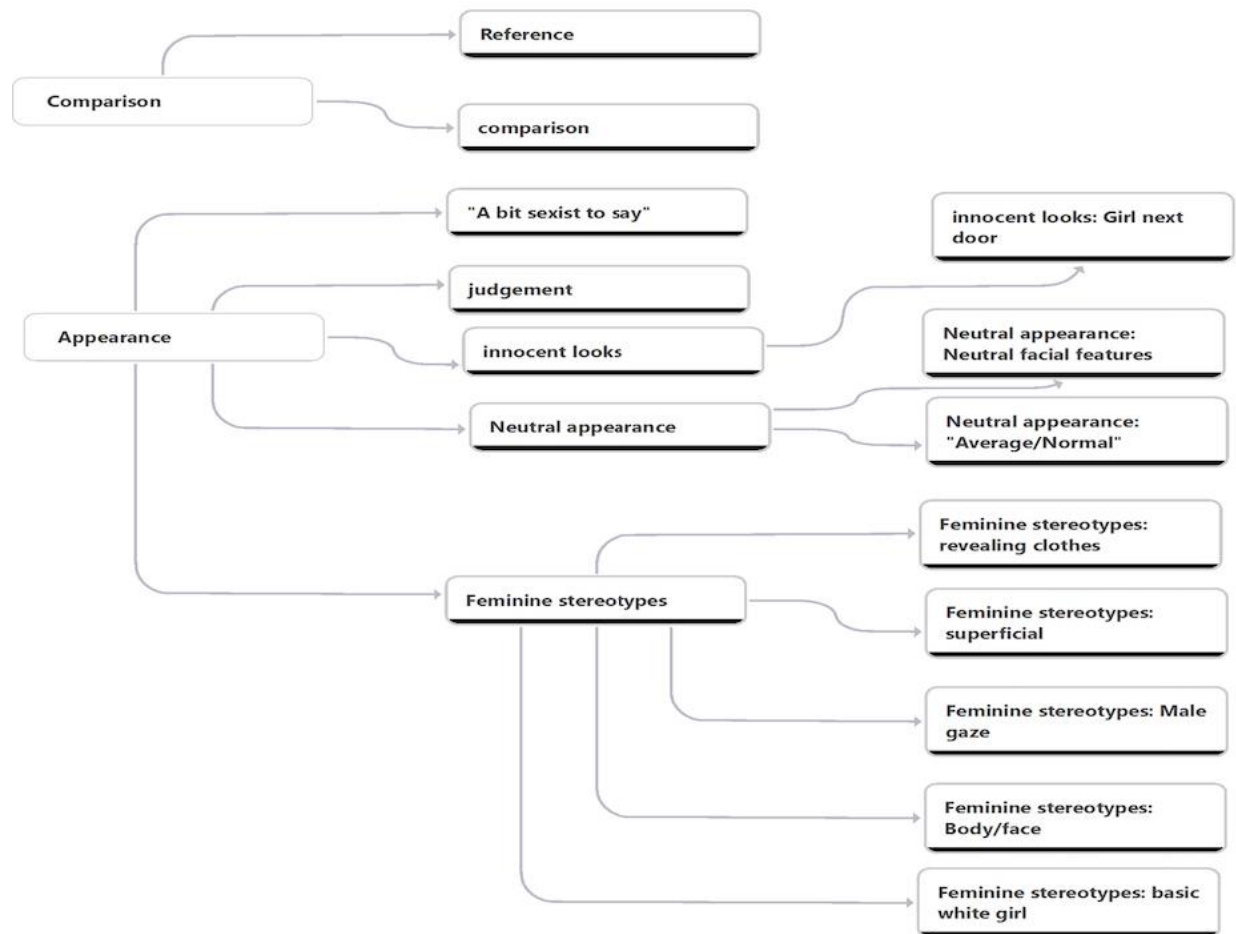 Reference
Comparison
comparison
"A bit sexist to say"
judgement
Appearance
innocent looks
Neutral appearance
innocent looks: Girl next
door
Neutral appearance:
Neutral facial features
Neutral appearance:
"Average/Normal"
Feminine stereotypes
Feminine stereotypes:
revealing clothes
Feminine stereotypes:
superficial
Feminine stereotypes: Male
gaze
Feminine stereotypes:
Body/face
Feminine stereotypes: basic
white girl